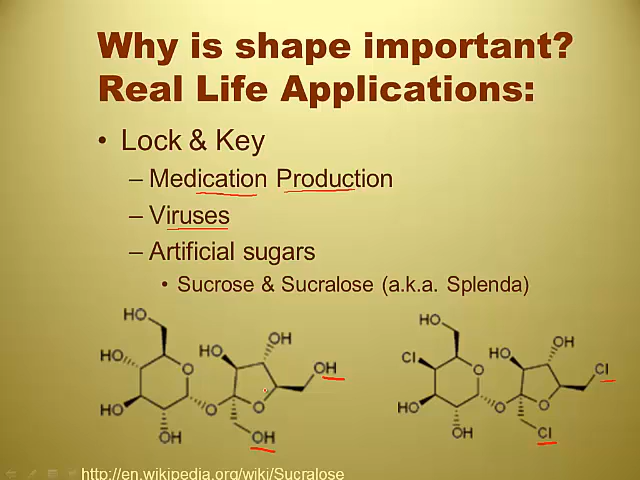 Why is shape important?
Real Life Applications:
• Lock & Key
– Medication Production
– Viruses
– Artificial sugars
• Sucrose & Sucralose (a.k.a. Splenda)
HO
HO
HO
OH
O
O
HO
OH
O
OH
OH
HO
Cl
HO
OH
O
O
HO
OH
O
Cl
Cl
http://en.wikipedia.org/wiki/Sucralose